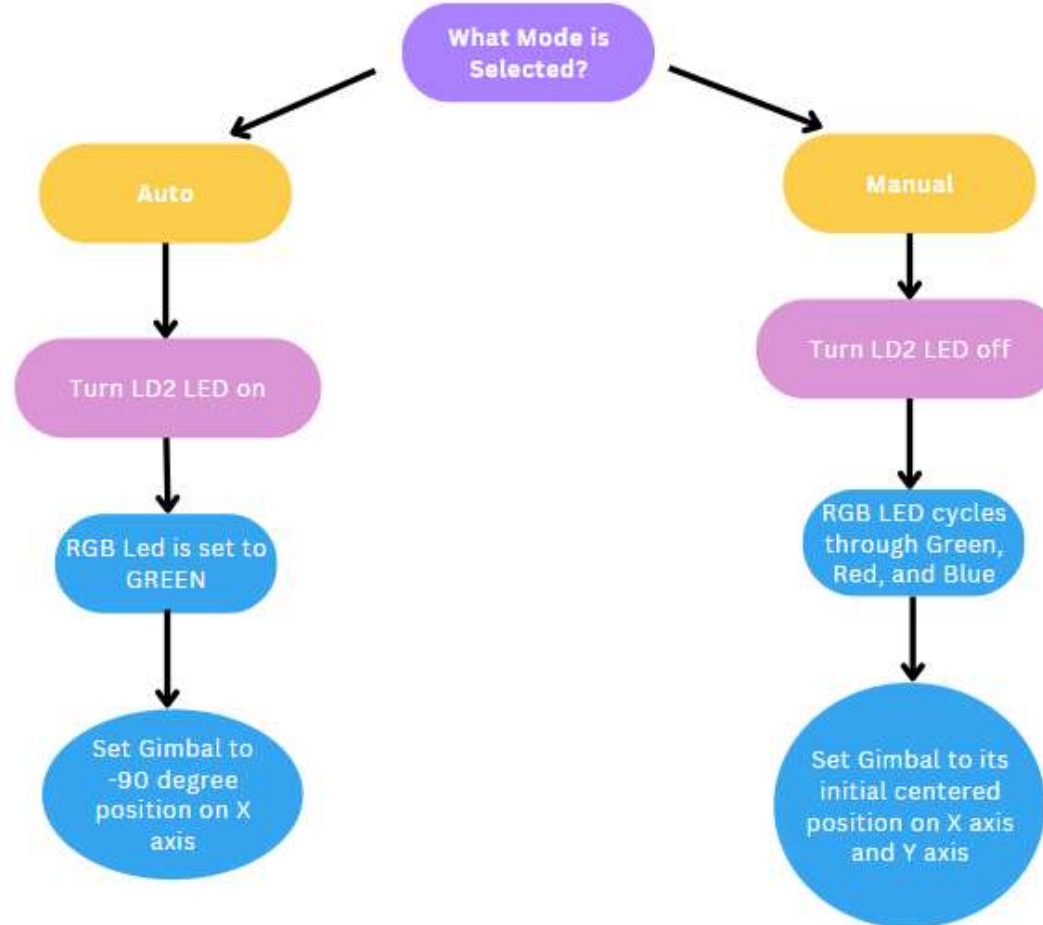 What Mode is
Selected?
Auto
Turn LD2 LED on
RGB Led is set to
GREEN
Set Gimbal to
-90 degree
position on X
axis
Manual
Turn LD2 LED off
RGB LED cycles
through Green,
Red, and Blue
Set Gimbal to its
initial centered
position on X axis
and Y axis